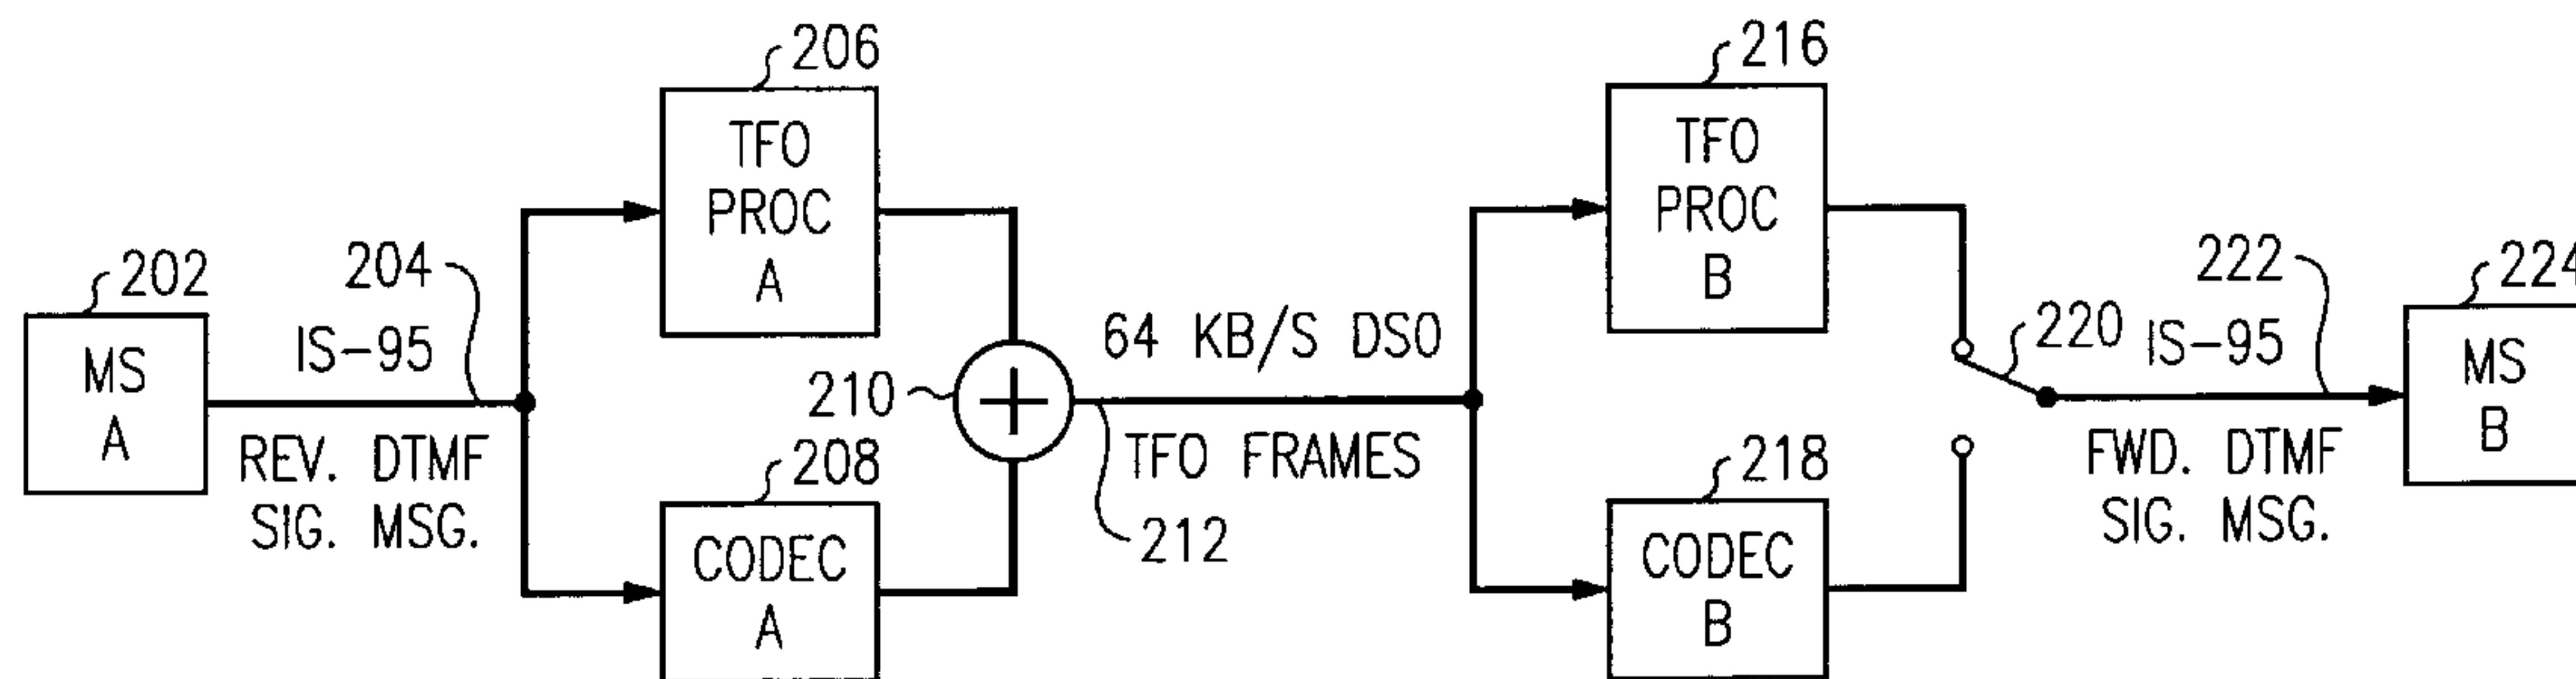 202
MS
A
204
IS-95
REV. DTMF
SIG. MSG.
206
TFO
PROC
A
208
CODEC
A
210
+
64 KB/S DSO
TFO FRAMES
212
216
TFO
PROC
B
218
CODEC
B
220
222
IS-95
FWD. DTMF
SIG. MSG.
224
MS
B